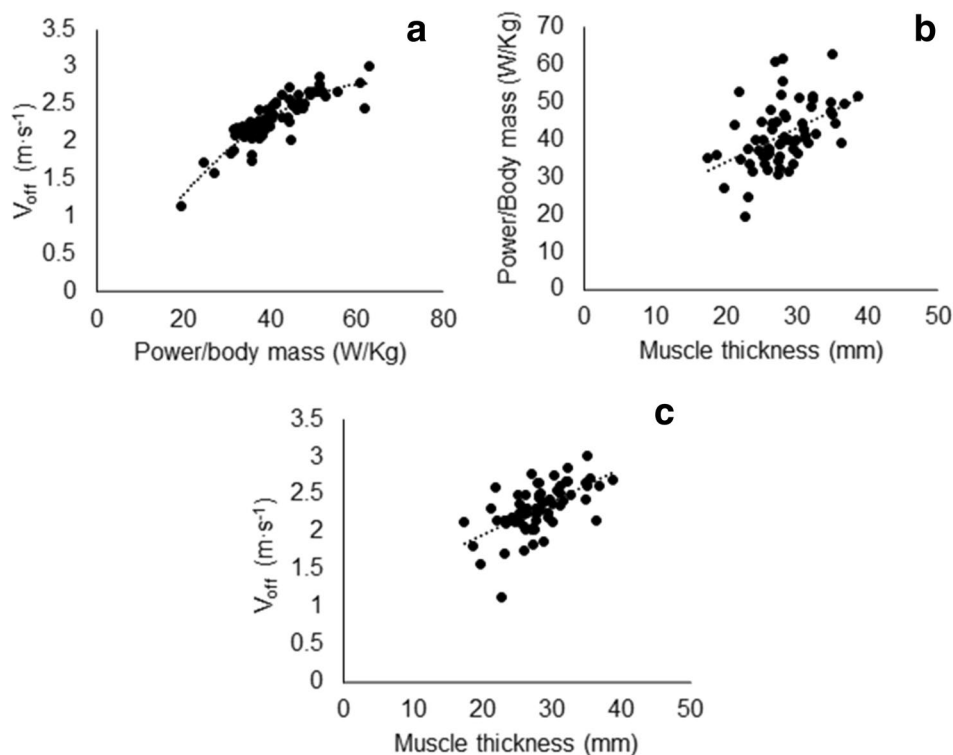 a
3.5
3
2.5
2
1.5
1
0.5
0
V_off (m·s⁻¹)
0 20 40 60 80
Power/body mass (W/Kg)
b
70
60
50
40
30
20
10
0
Power/Body mass (W/Kg)
0 10 20 30 40 50
Muscle thickness (mm)
c
3.5
3
2.5
2
1.5
1
0.5
0
V_off (m·s⁻¹)
0 10 20 30 40 50
Muscle thickness (mm)